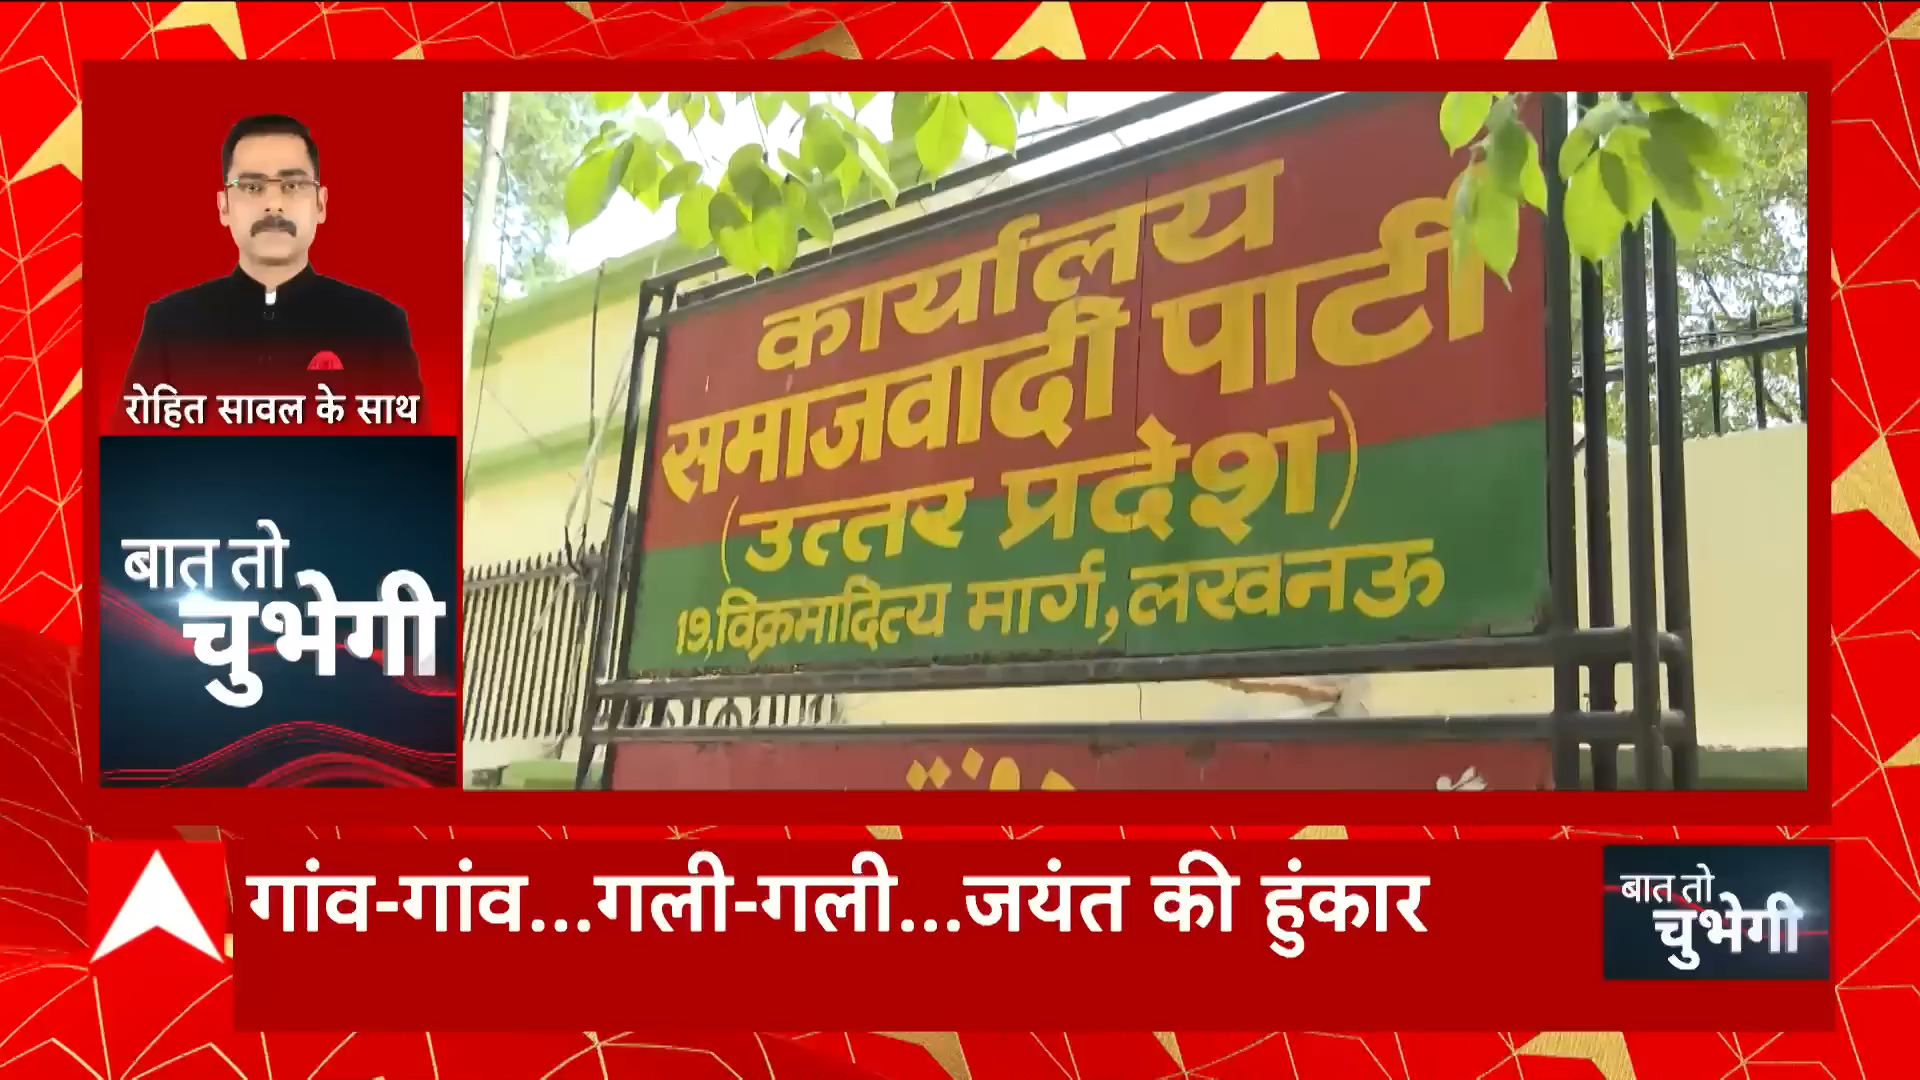 रोहित सावल के साथ
बात तो
चुभेगी
कार्यालय
समाजवादी पार्टी
(उत्तर प्रदेश)
19,विक्रमादित्य मार्ग,लखनऊ
गांव-गांव...गली-गली...जयंत की हुंकार
बात तो
चुभेगी